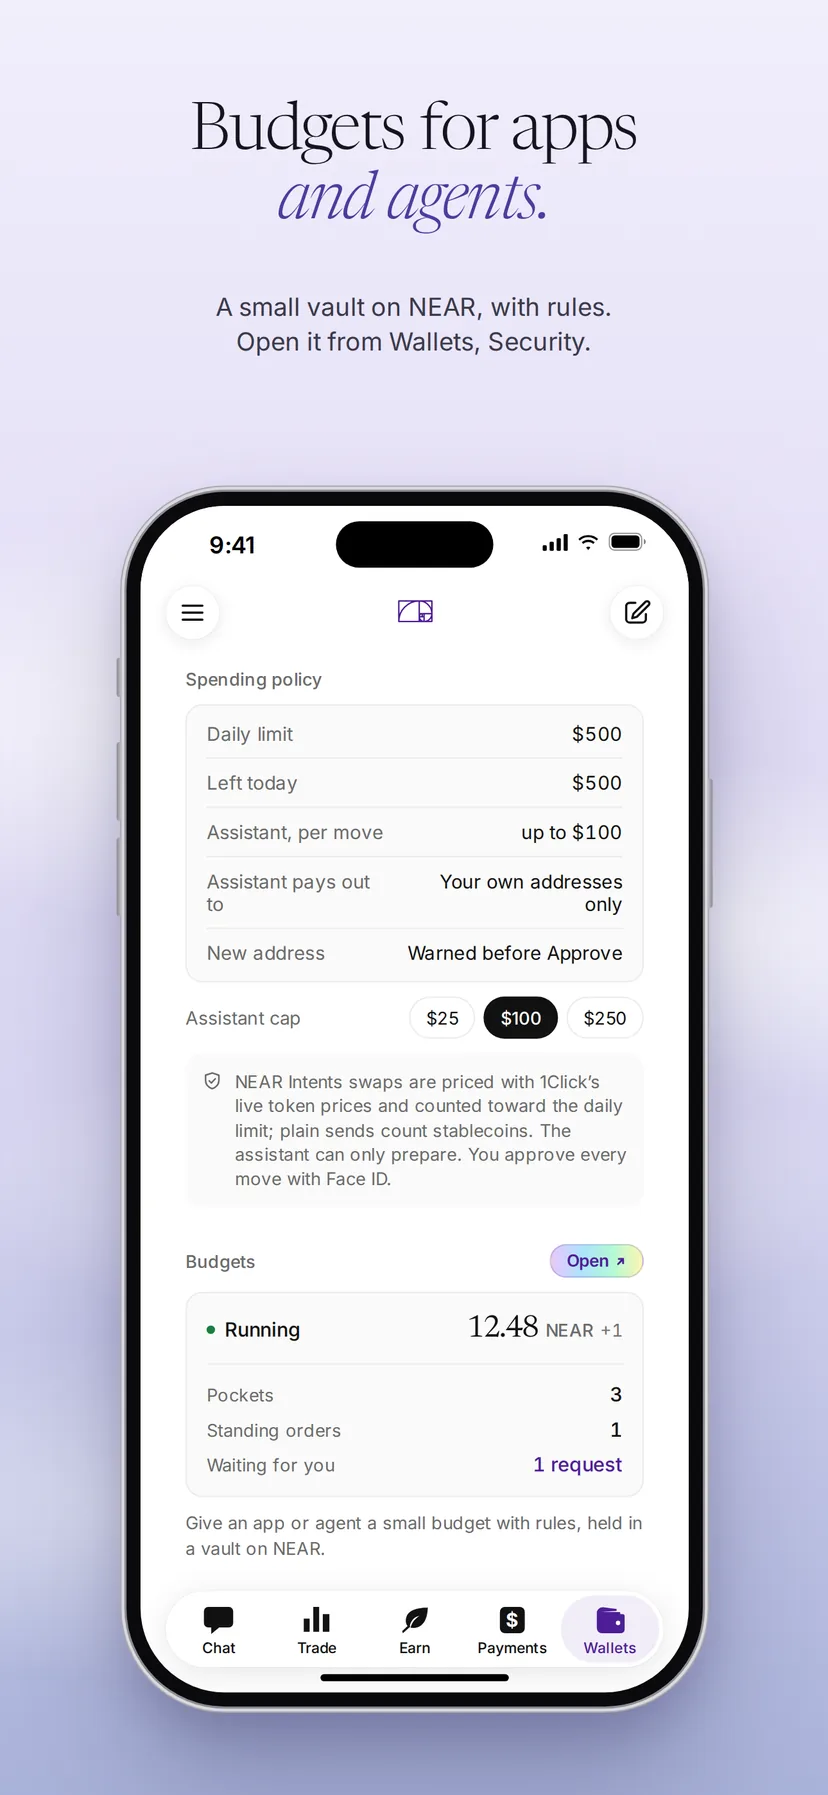 Budgets for apps
and agents.
A small vault on NEAR, with rules.
Open it from Wallets, Security.
9:41
Spending policy
Daily limit $500
Left today $500
Assistant, per move up to $100
Assistant pays out Your own addresses
to only
New address Warned before Approve
Assistant cap $25 $100 $250
NEAR Intents swaps are priced with 1Click’s
live token prices and counted toward the daily
limit; plain sends count stablecoins. The
assistant can only prepare. You approve every
move with Face ID.
Budgets Open ↗
Running 12.48 NEAR +1
Pockets 3
Standing orders 1
Waiting for you 1 request
Give an app or agent a small budget with rules, held in
a vault on NEAR.
Chat Trade Earn Payments Wallets